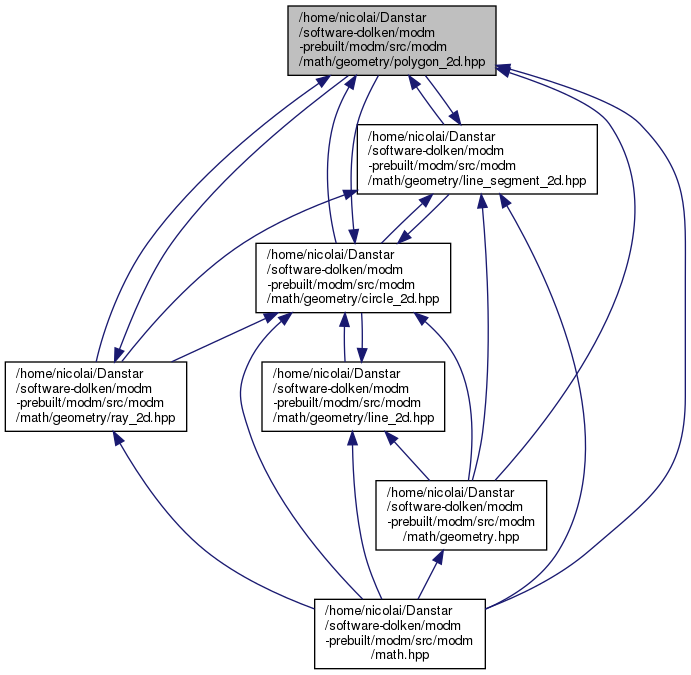 /home/nicolai/Danstar
/software-dolken/modm
-prebuilt/modm/src/modm
/math/geometry/polygon_2d.hpp
/home/nicolai/Danstar
/software-dolken/modm
-prebuilt/modm/src/modm
/math/geometry/line_segment_2d.hpp
/home/nicolai/Danstar
/software-dolken/modm
-prebuilt/modm/src/modm
/math/geometry/circle_2d.hpp
/home/nicolai/Danstar
/software-dolken/modm
-prebuilt/modm/src/modm
/math/geometry/ray_2d.hpp
/home/nicolai/Danstar
/software-dolken/modm
-prebuilt/modm/src/modm
/math/geometry/line_2d.hpp
/home/nicolai/Danstar
/software-dolken/modm
-prebuilt/modm/src/modm
/math/geometry.hpp
/home/nicolai/Danstar
/software-dolken/modm
-prebuilt/modm/src/modm
/math.hpp